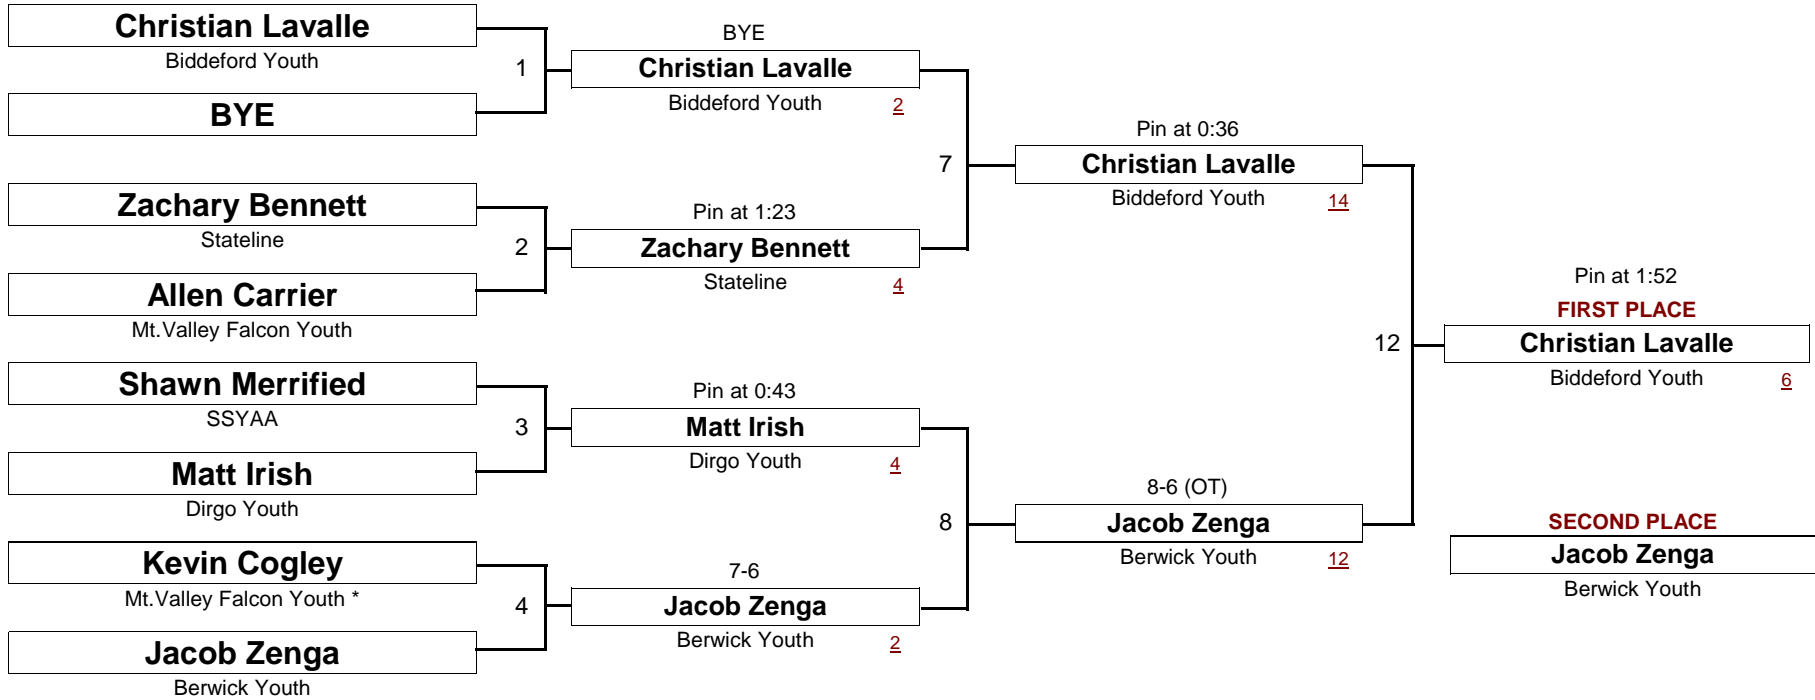 Christian Lavalle
Biddeford Youth
1
BYE
Zachary Bennett
Stateline
2
Allen Carrier
Mt.Valley Falcon Youth
Shawn Merrified
SSYAA
3
Matt Irish
Dirgo Youth
Kevin Cogley
Mt.Valley Falcon Youth *
4
Jacob Zenga
Berwick Youth
BYE
Christian Lavalle
Biddeford Youth 2
7
Pin at 1:23
Zachary Bennett
Stateline 4
Pin at 0:43
Matt Irish
Dirgo Youth 4
8
7-6
Jacob Zenga
Berwick Youth 2
Pin at 0:36
Christian Lavalle
Biddeford Youth 14
12
8-6 (OT)
Jacob Zenga
Berwick Youth 12
Pin at 1:52
FIRST PLACE
Christian Lavalle
Biddeford Youth 6
SECOND PLACE
Jacob Zenga
Berwick Youth